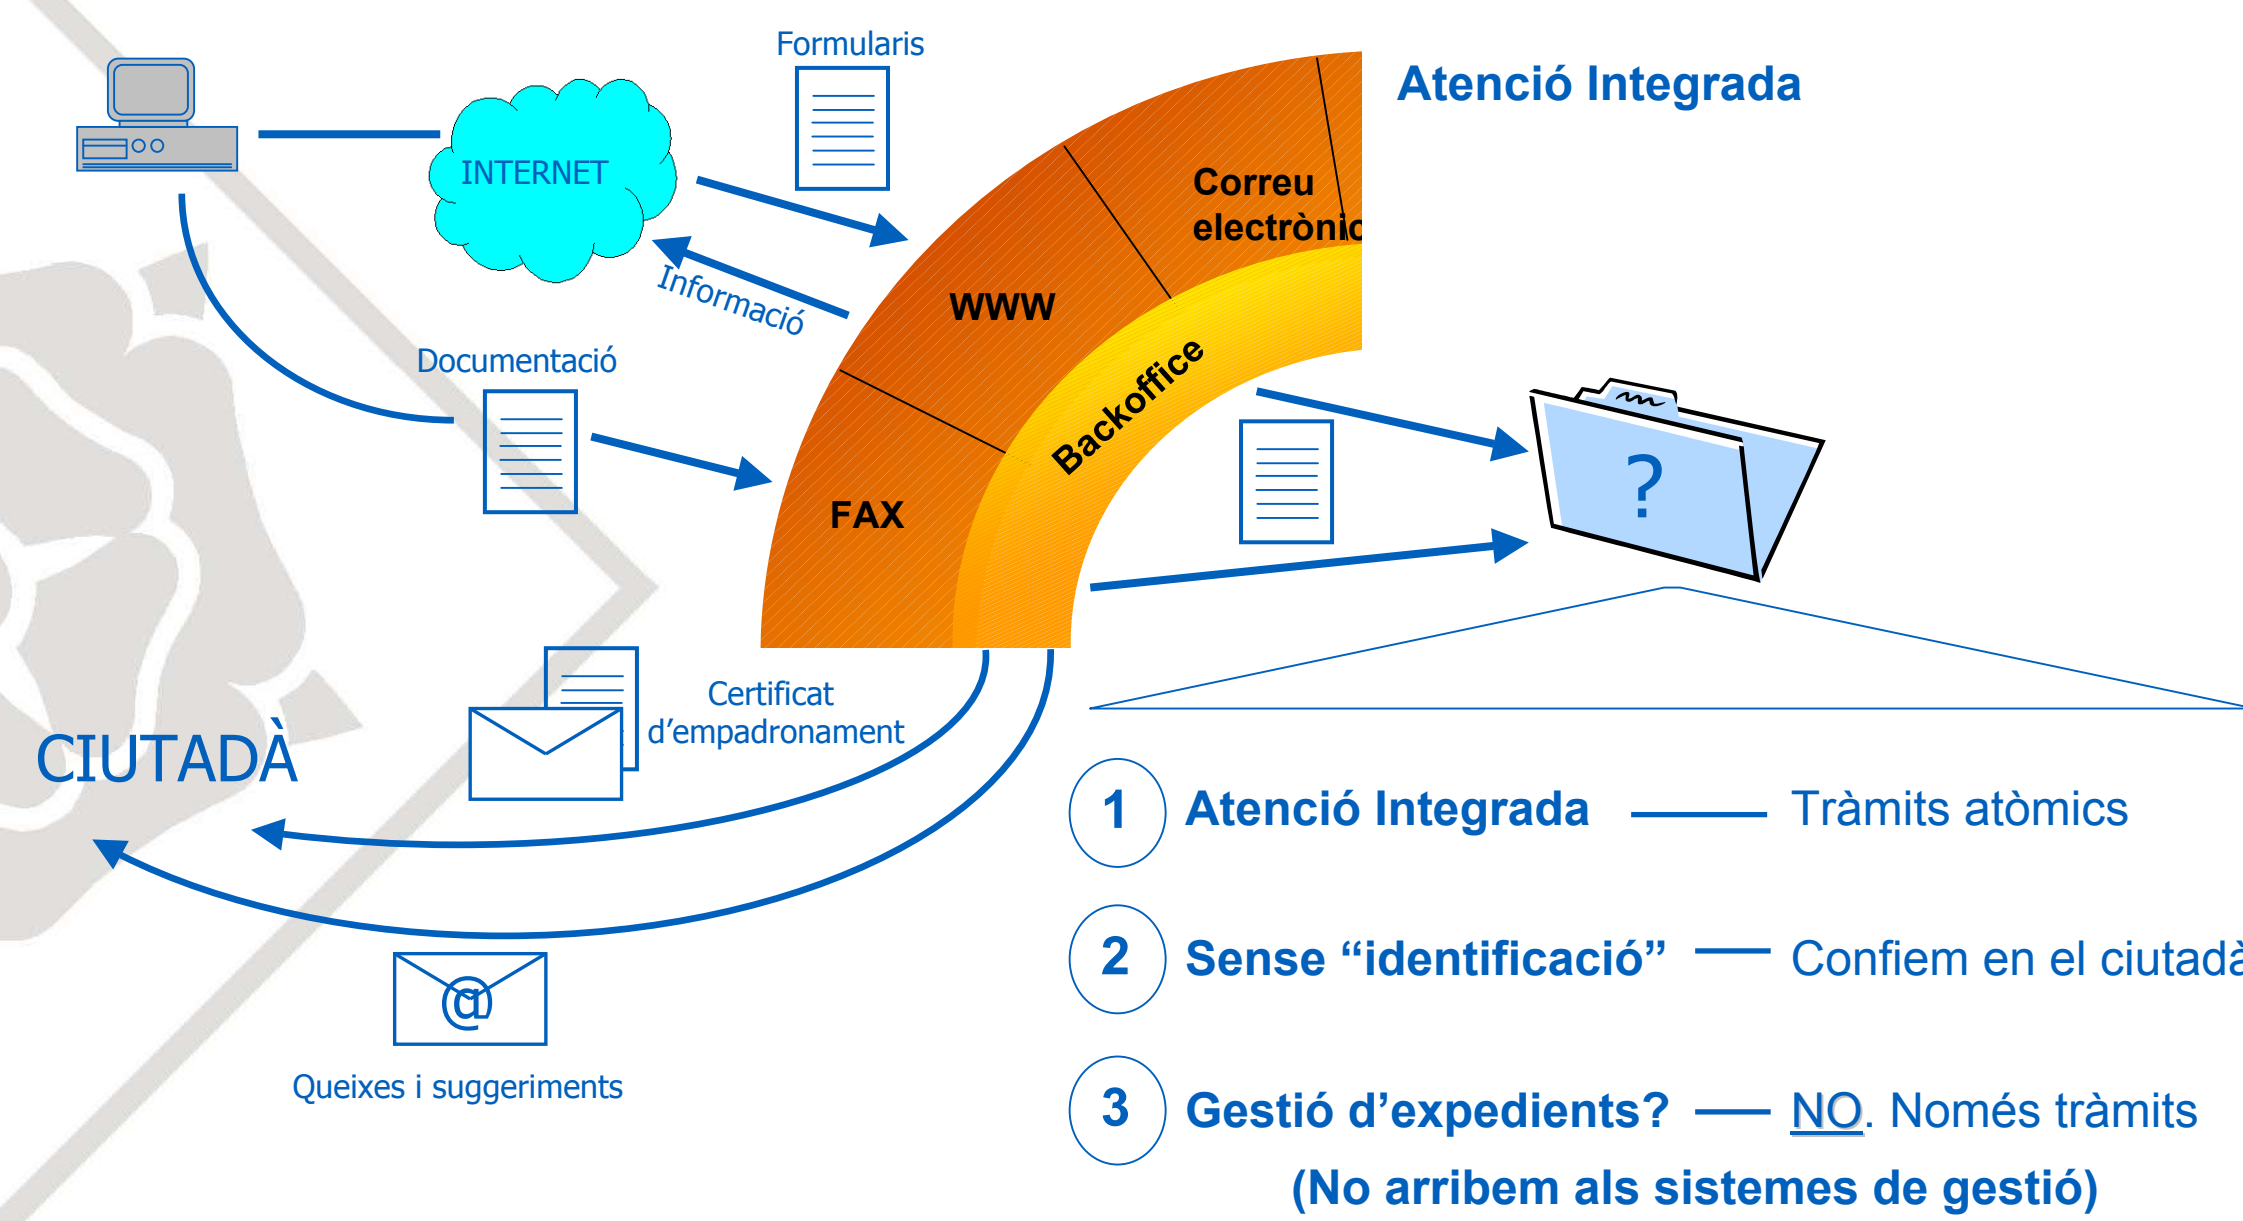 Formularis
Atenció Integrada
INTERNET
Correu
electrònic
Informació
WWW
Documentació
Backoffice
?
FAX
Certificat
d’empadronament
CIUTADÀ
1 Atenció Integrada Tràmits atòmics
2 Sense “identificació” Confiem en el ciutadà
@
3 Gestió d’expedients? NO. Només tràmits
Queixes i suggeriments
(No arribem als sistemes de gestió)